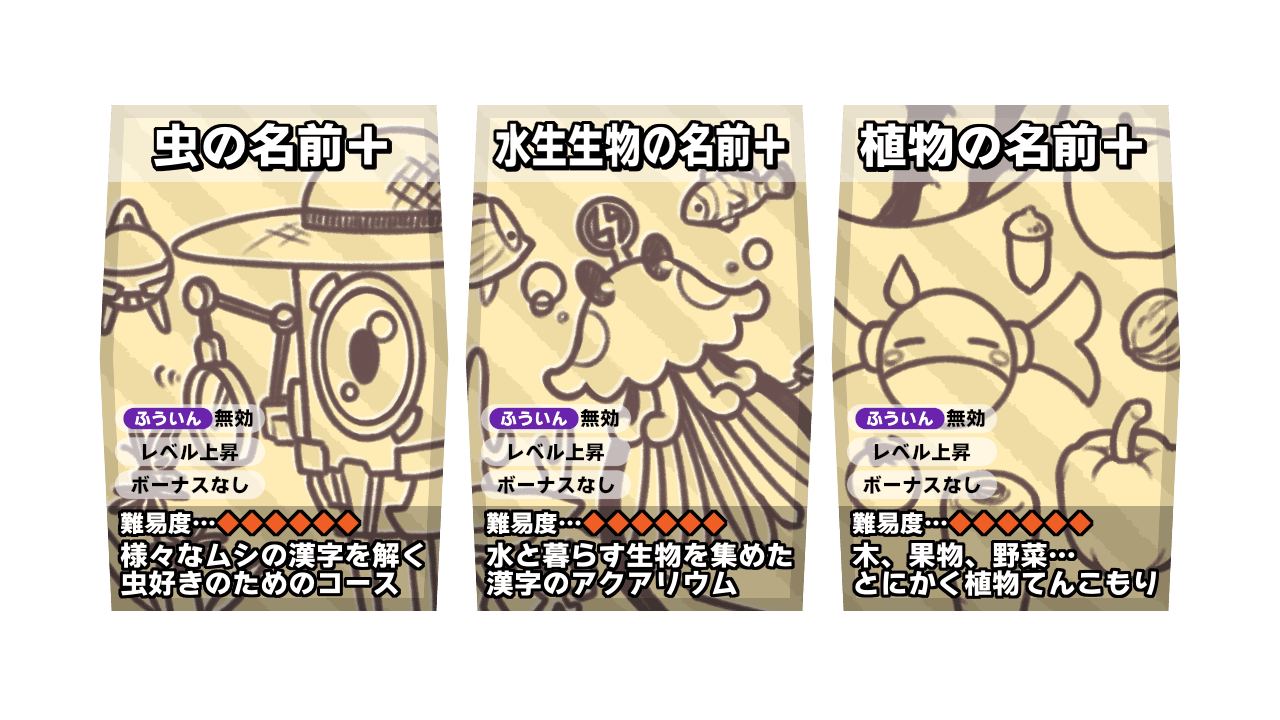 虫の名前＋
ふういん 無効
レベル上昇
ボーナスなし
難易度…◆◆◆◆◆◆
様々なムシの漢字を解く
虫好きのためのコース
水生生物の名前＋
ふういん 無効
レベル上昇
ボーナスなし
難易度…◆◆◆◆◆◆
水と暮らす生物を集めた
漢字のアクアリウム
植物の名前＋
ふういん 無効
レベル上昇
ボーナスなし
難易度…◆◆◆◆◆◆
木、果物、野菜…
とにかく植物てんこもり